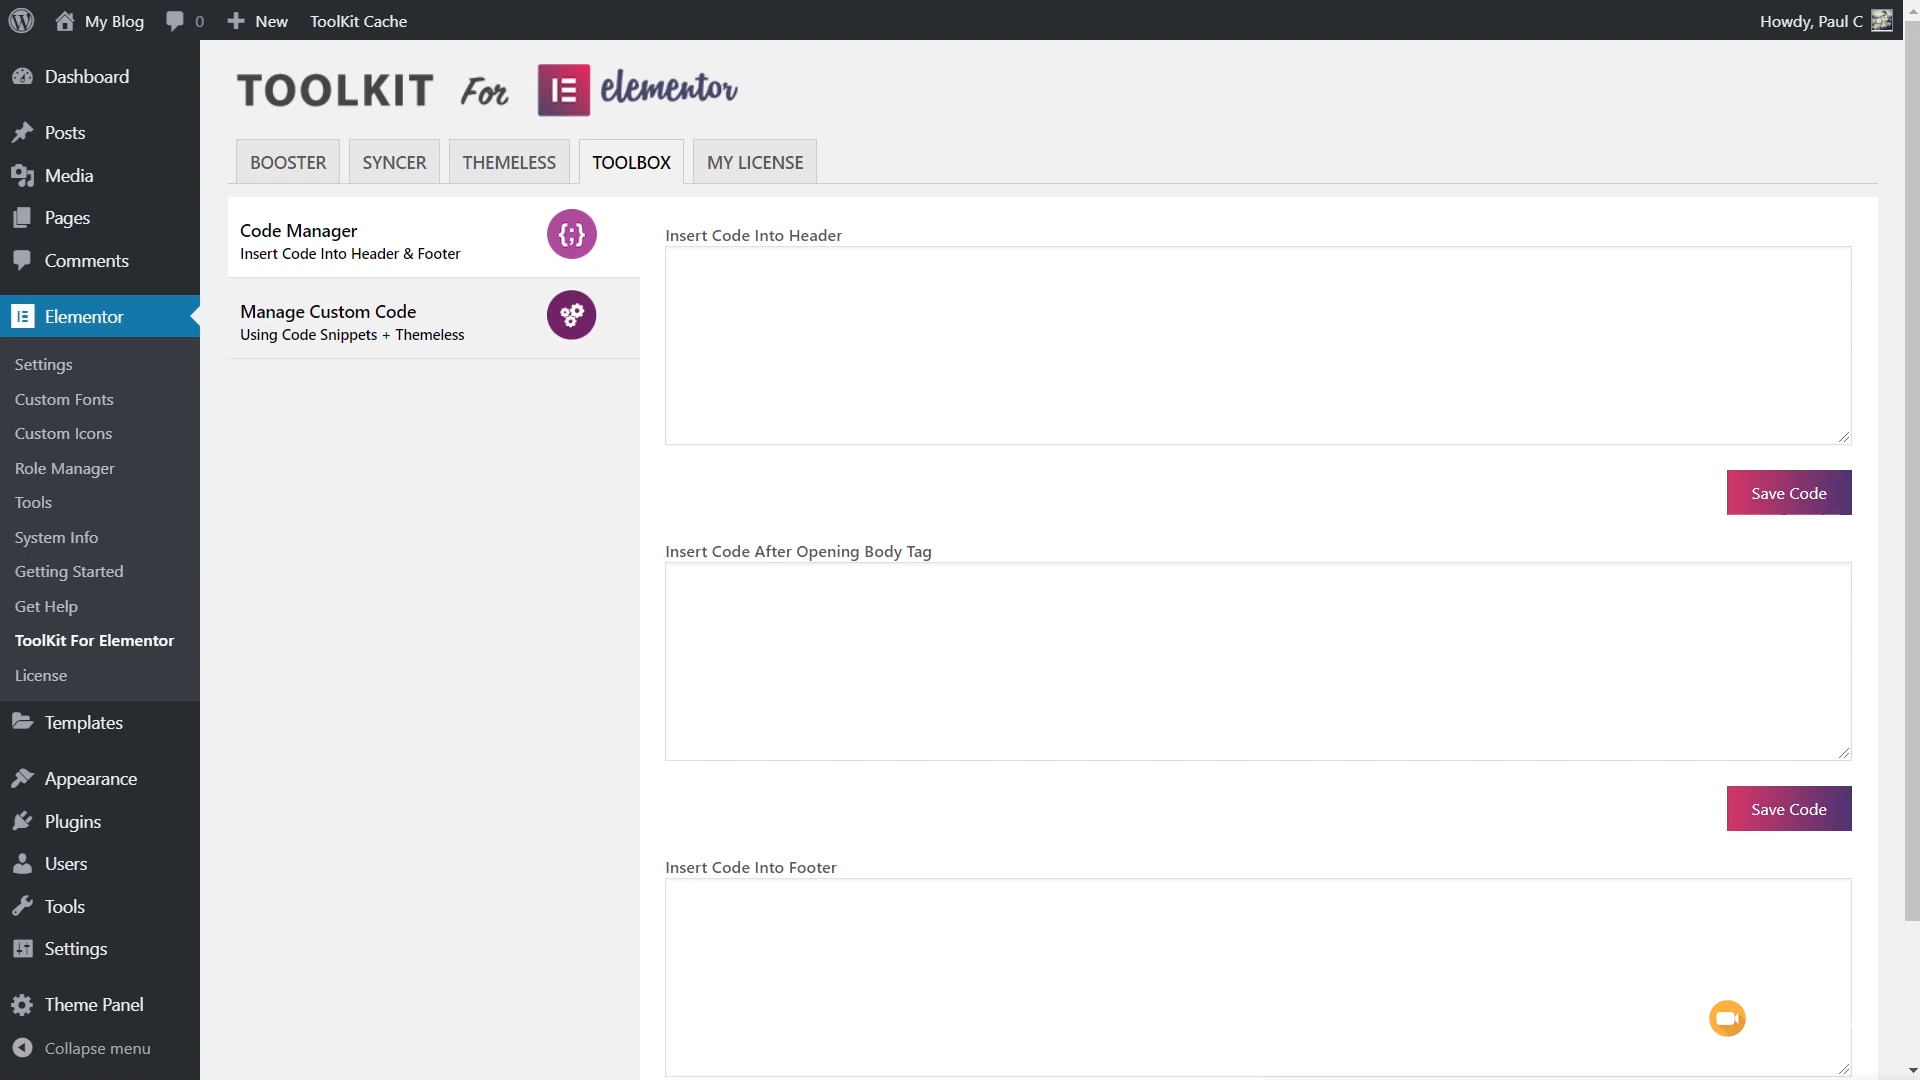 My Blog
0
New
ToolKit Cache
Howdy, Paul C
Dashboard
Posts
Media
Pages
Comments
Elementor
Settings
Custom Fonts
Custom Icons
Role Manager
Tools
System Info
Getting Started
Get Help
ToolKit For Elementor
License
Templates
Appearance
Plugins
Users
Tools
Settings
Theme Panel
Collapse menu
TOOLKIT For elementor
BOOSTER
SYNCER
THEMELESS
TOOLBOX
MY LICENSE
Code Manager
Insert Code Into Header & Footer
Manage Custom Code
Using Code Snippets + Themeless
Insert Code Into Header
Save Code
Insert Code After Opening Body Tag
Save Code
Insert Code Into Footer